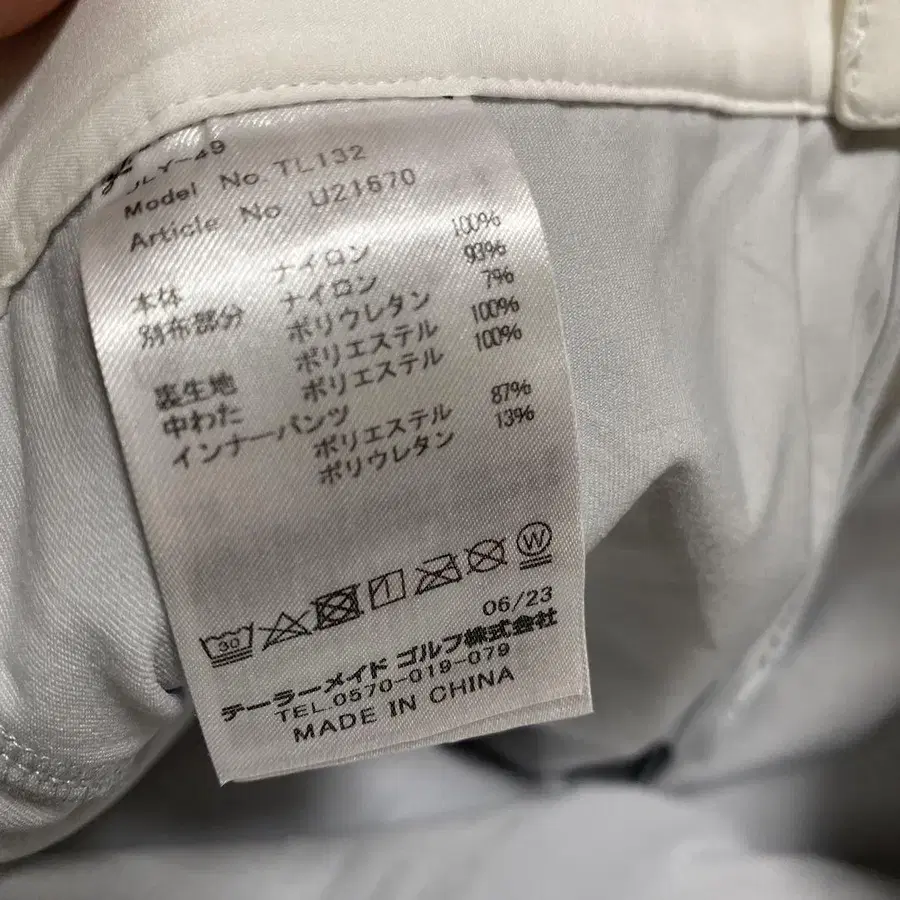 JLY-49
Model No. TL132
Article No. U21670
本体 ナイロン 100%
別布部分 ナイロン 93%
ポリウレタン 7%
裏生地 ポリエステル 100%
中わた ポリエステル 100%
インナーパンツ
ポリエステル 87%
ポリウレタン 13%
30 W
06/23
テーラーメイド ゴルフ株式会社
TEL.0570-019-079
MADE IN CHINA